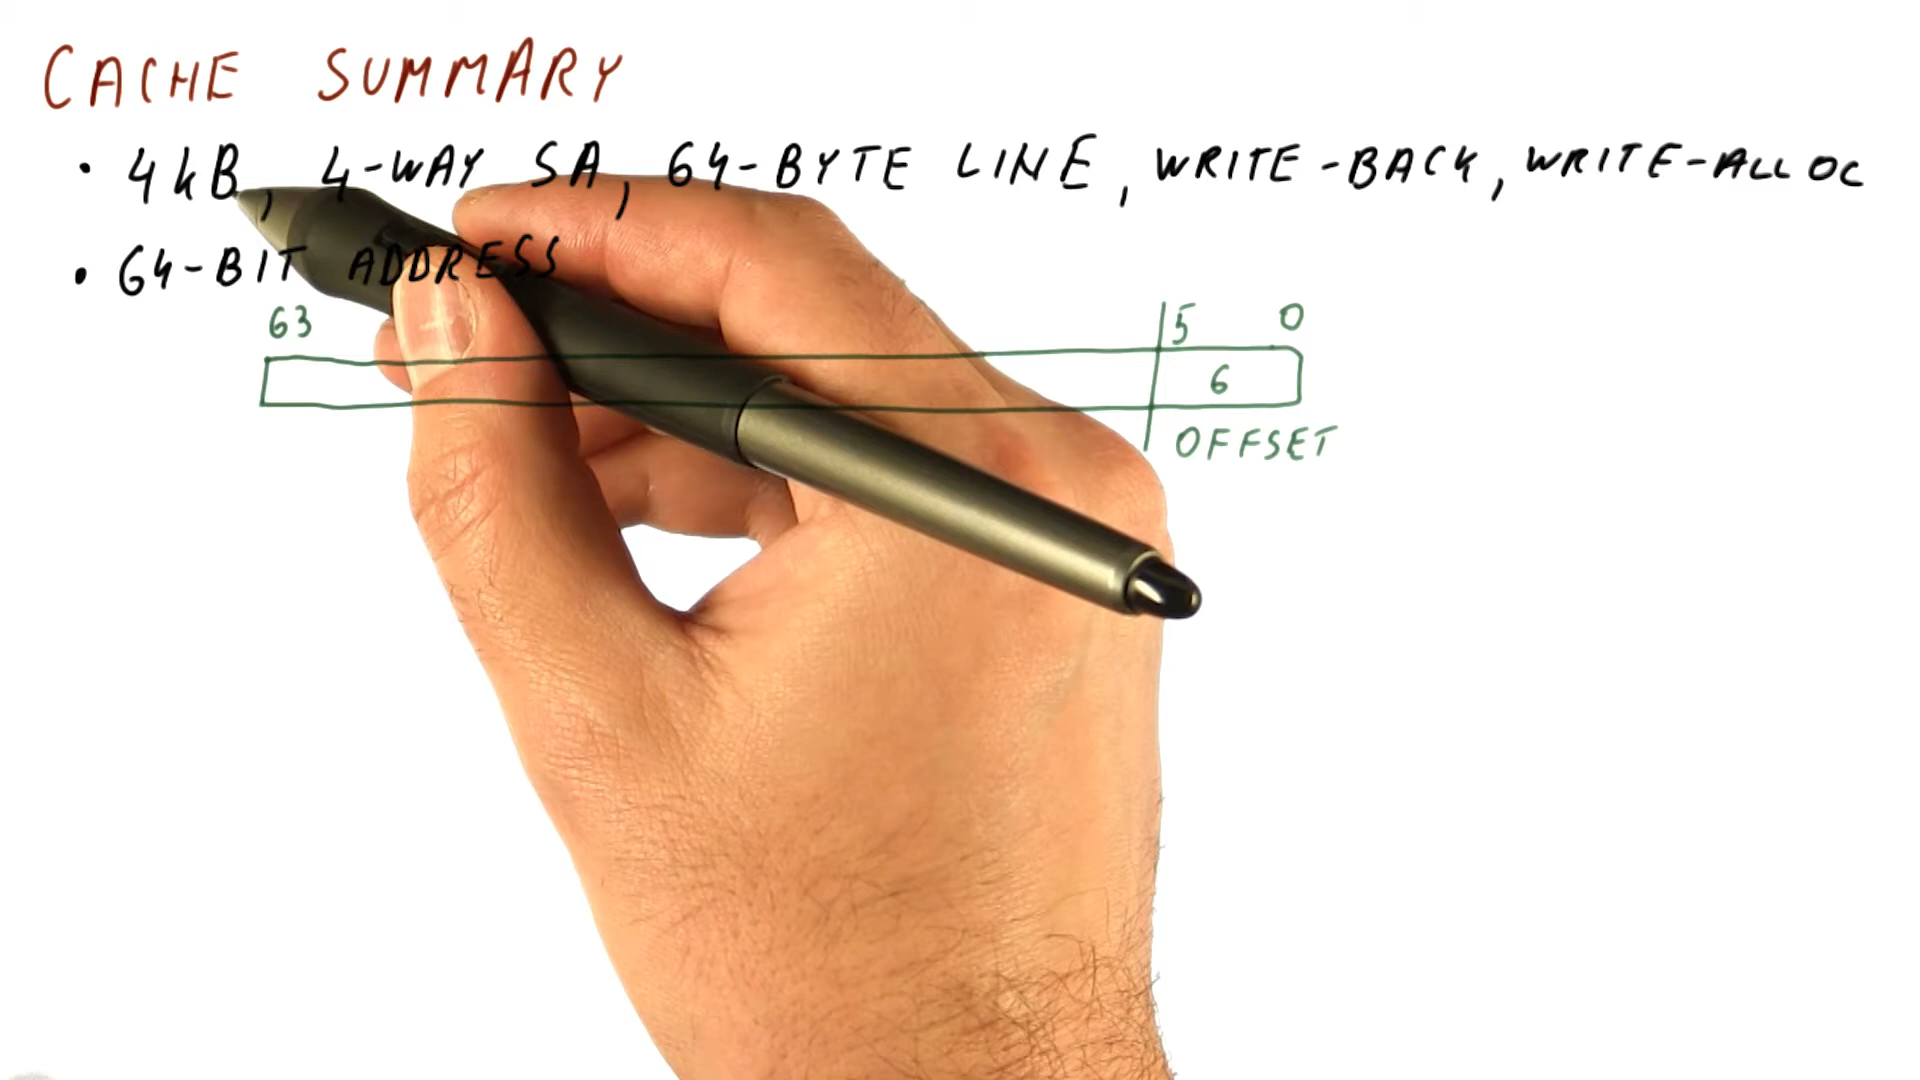 CACHE SUMMARY
• 4kB, 4-WAY SA, 64-BYTE LINE, WRITE-BACK, WRITE-ALLOC
• 64-BIT ADDRESS
63 5 0
6
OFFSET